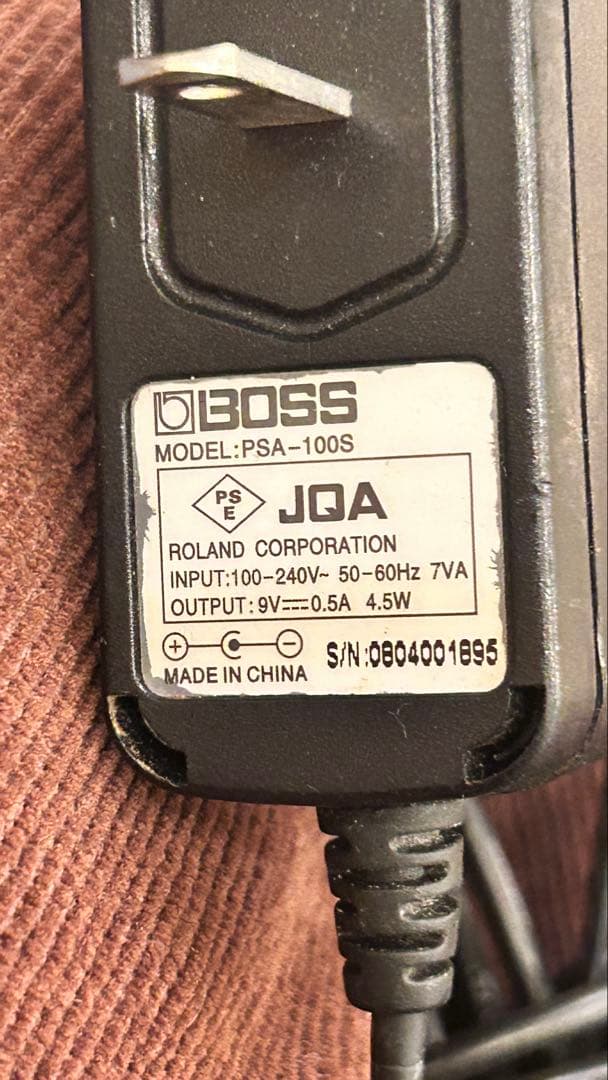 BOSS
MODEL:PSA-100S
PS
E
JQA
ROLAND CORPORATION
INPUT:100-240V~ 50-60Hz 7VA
OUTPUT:9V⎓0.5A 4.5W
+ -
S/N:0804001895
MADE IN CHINA